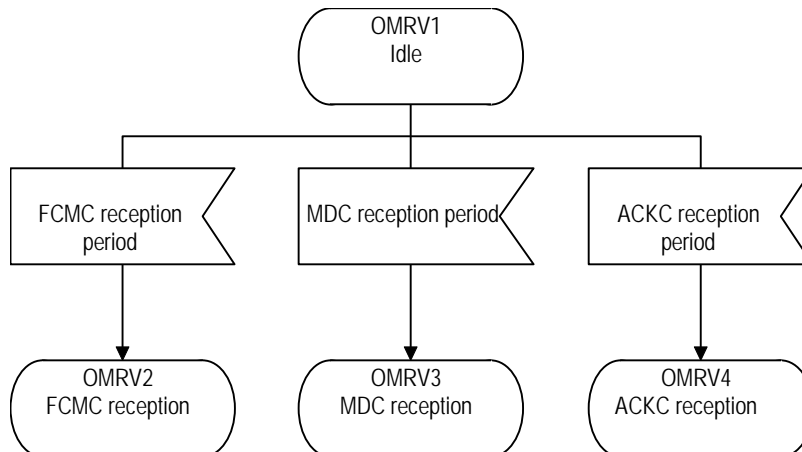 OMRV1
Idle
FCMC reception
period
MDC reception period
ACKC reception
period
OMRV2
FCMC reception
OMRV3
MDC reception
OMRV4
ACKC reception